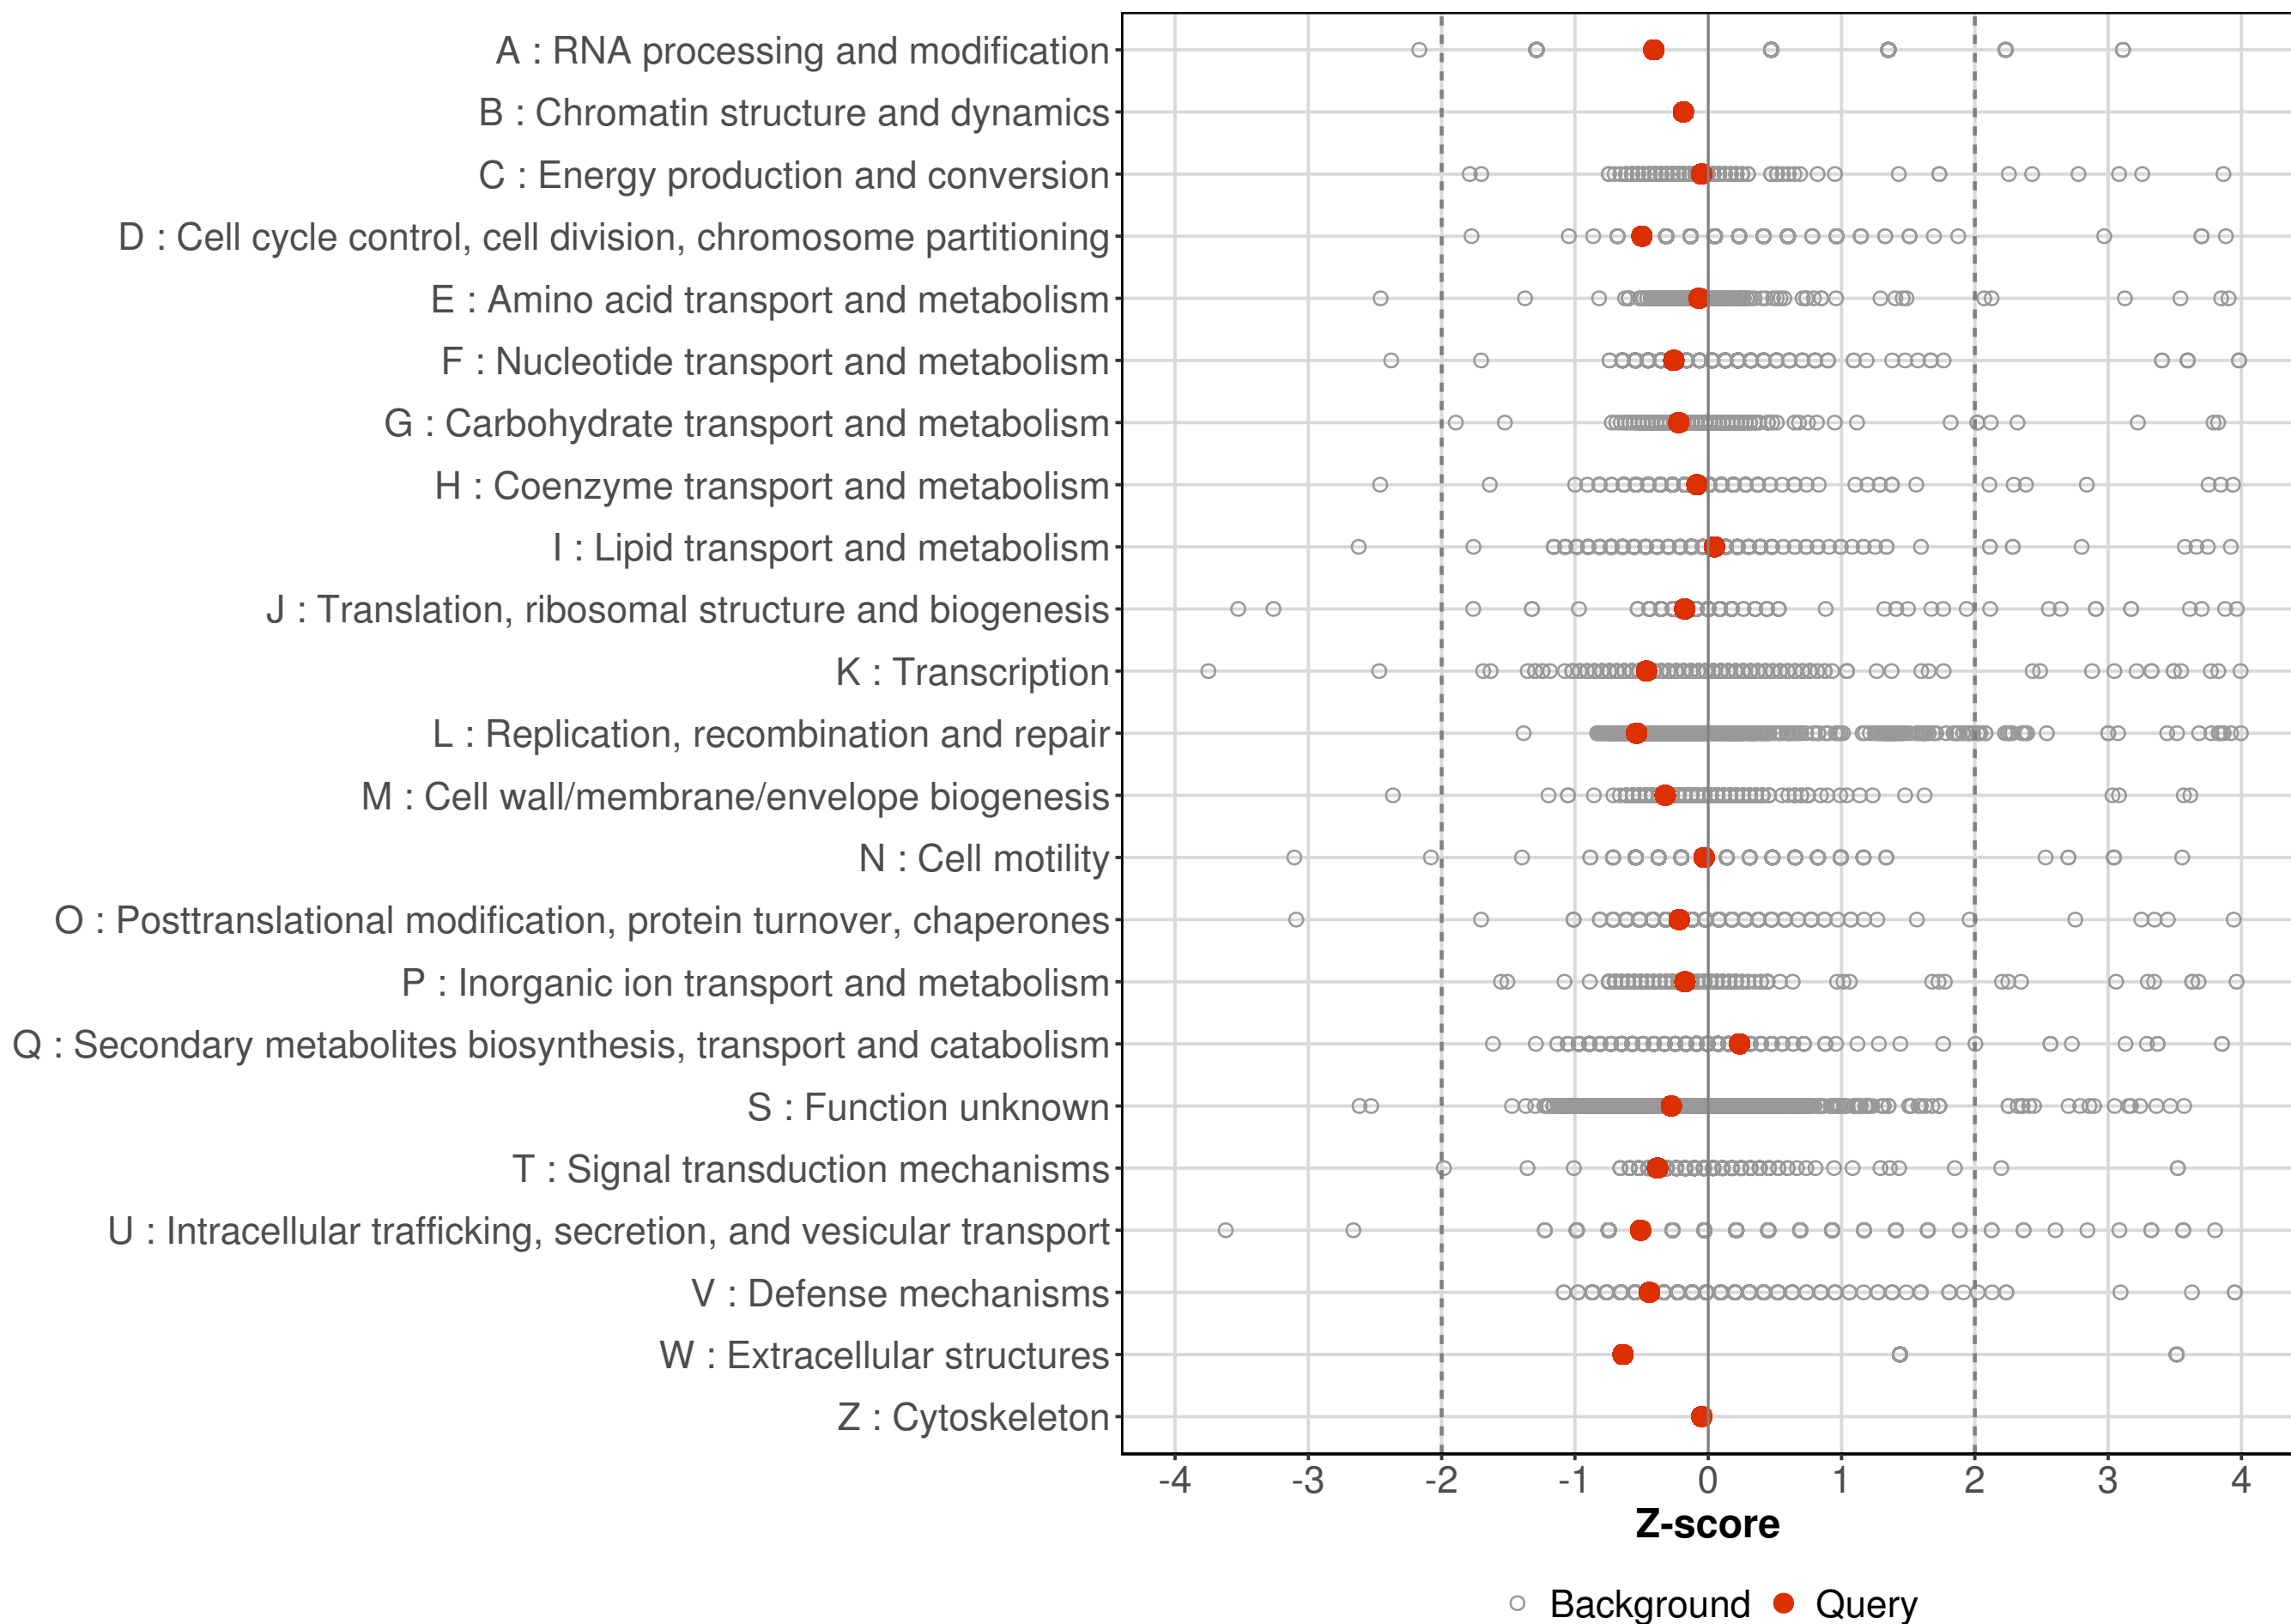 A : RNA processing and modification
B : Chromatin structure and dynamics
C : Energy production and conversion
D : Cell cycle control, cell division, chromosome partitioning
E : Amino acid transport and metabolism
F : Nucleotide transport and metabolism
G : Carbohydrate transport and metabolism
H : Coenzyme transport and metabolism
I : Lipid transport and metabolism
J : Translation, ribosomal structure and biogenesis
K : Transcription
L : Replication, recombination and repair
M : Cell wall/membrane/envelope biogenesis
N : Cell motility
O : Posttranslational modification, protein turnover, chaperones
P : Inorganic ion transport and metabolism
Q : Secondary metabolites biosynthesis, transport and catabolism
S : Function unknown
T : Signal transduction mechanisms
U : Intracellular trafficking, secretion, and vesicular transport
V : Defense mechanisms
W : Extracellular structures
Z : Cytoskeleton
-4 -3 -2 -1 0 1 2 3 4
Z-score
Background Query